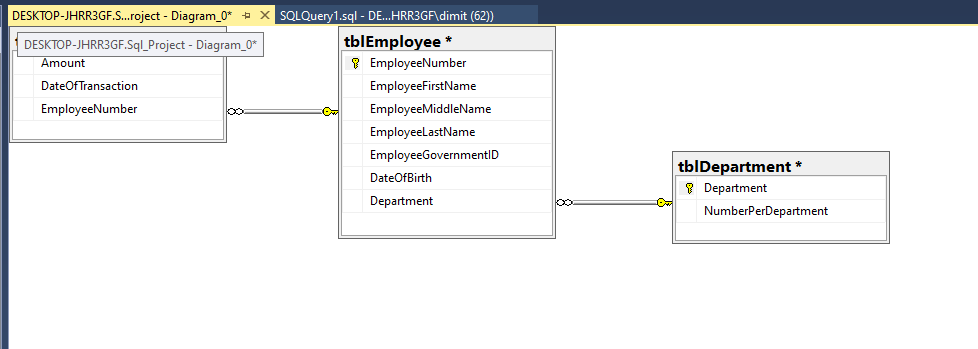 DESKTOP-JHRR3GF.S...roject - Diagram_0*
SQLQuery1.sql - DE...HRR3GF\dimit (62))
DESKTOP-JHRR3GF.Sql_Project - Diagram_0*
Amount
DateOfTransaction
EmployeeNumber
tblEmployee *
EmployeeNumber
EmployeeFirstName
EmployeeMiddleName
EmployeeLastName
EmployeeGovernmentID
DateOfBirth
Department
tblDepartment *
Department
NumberPerDepartment